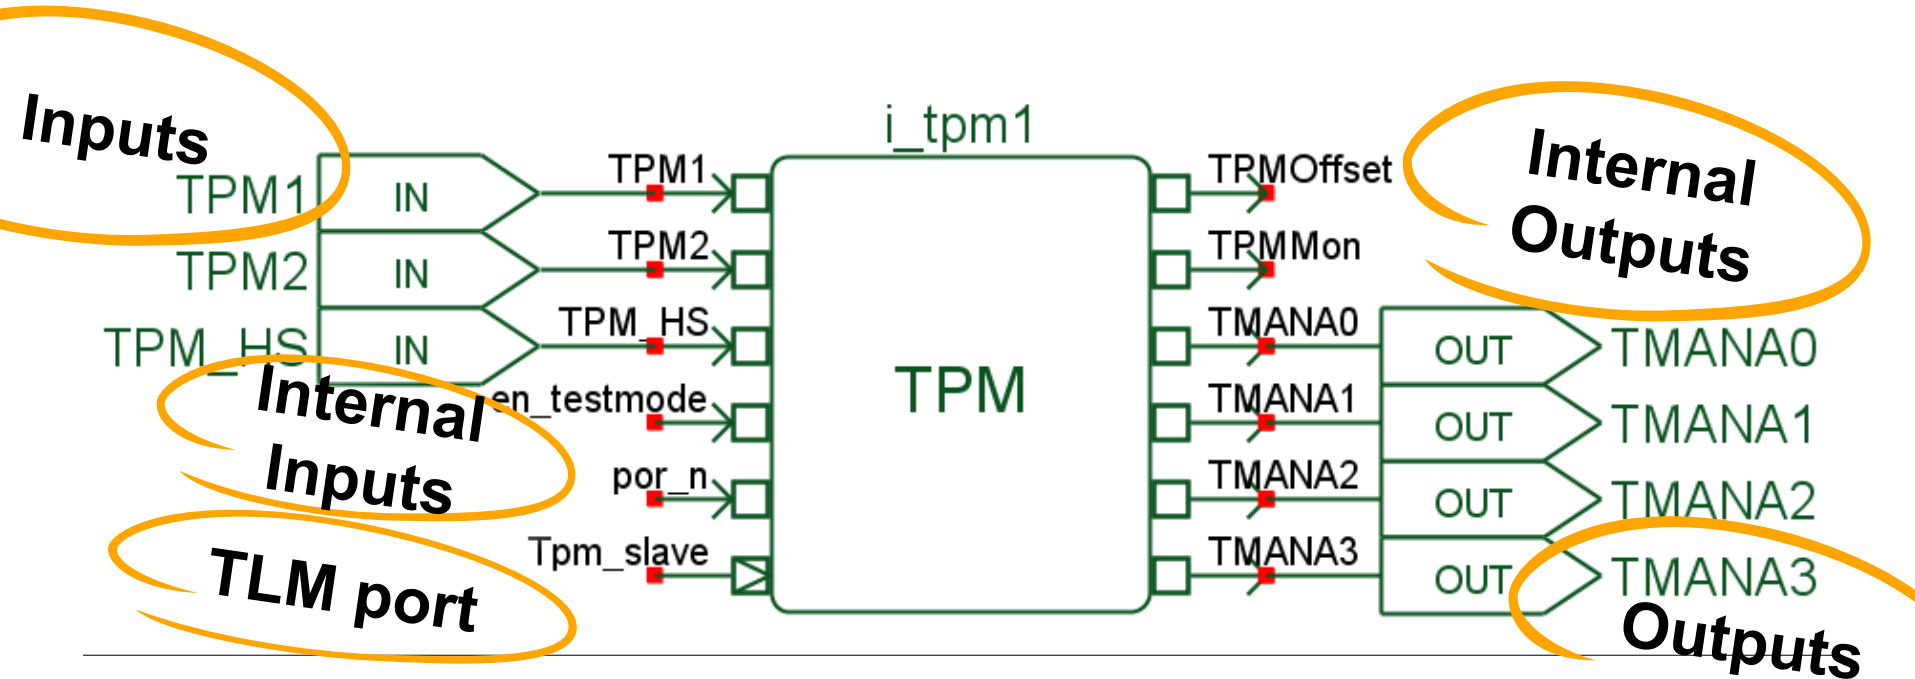 Inputs
i_tpm1
Internal
Outputs
TPM1
IN
TPM1
TPMOffset
TPM2
IN
TPM2
TPMMon
TPM_HS
IN
TPM_HS
TMANA0
OUT
TMANA0
Internal
Inputs
en_testmode
TPM
TMANA1
OUT
TMANA1
por_n
TMANA2
OUT
TMANA2
TLM port
Tpm_slave
TMANA3
OUT
TMANA3
Outputs